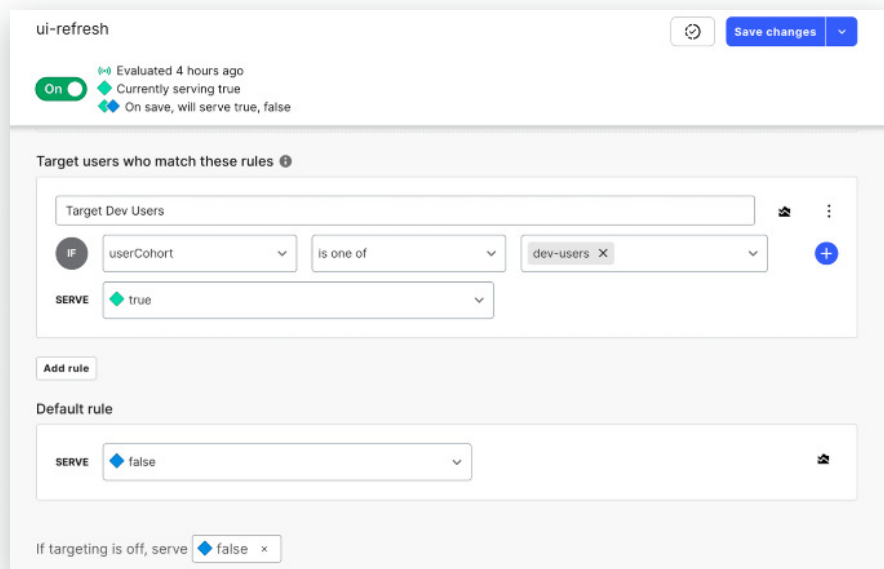 ui-refresh
Save changes
On
Evaluated 4 hours ago
Currently serving true
On save, will serve true, false
Target users who match these rules
Target Dev Users
IF userCohort is one of dev-users ×
SERVE true
Add rule
Default rule
SERVE false
If targeting is off, serve false ×